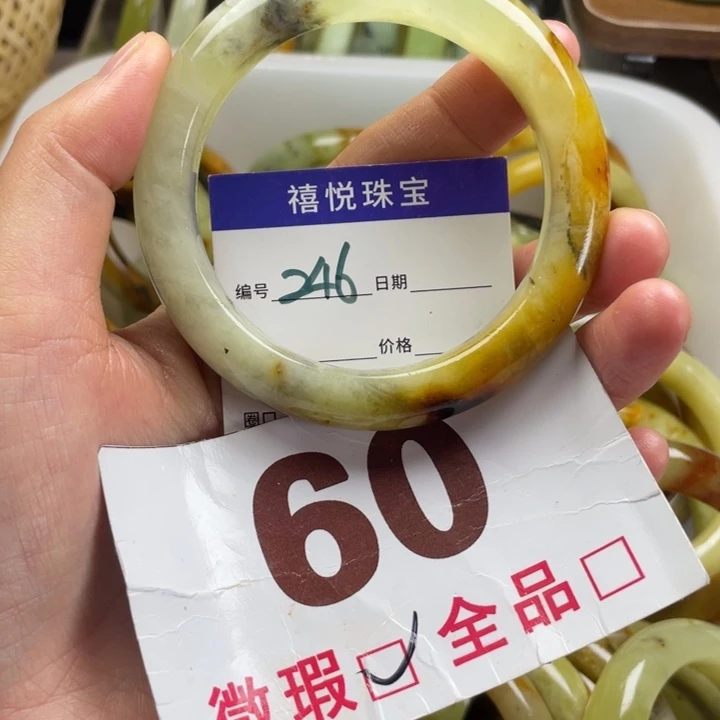 禧悦珠宝
编号 246 日期
价格
圈口
60
微瑕 全品